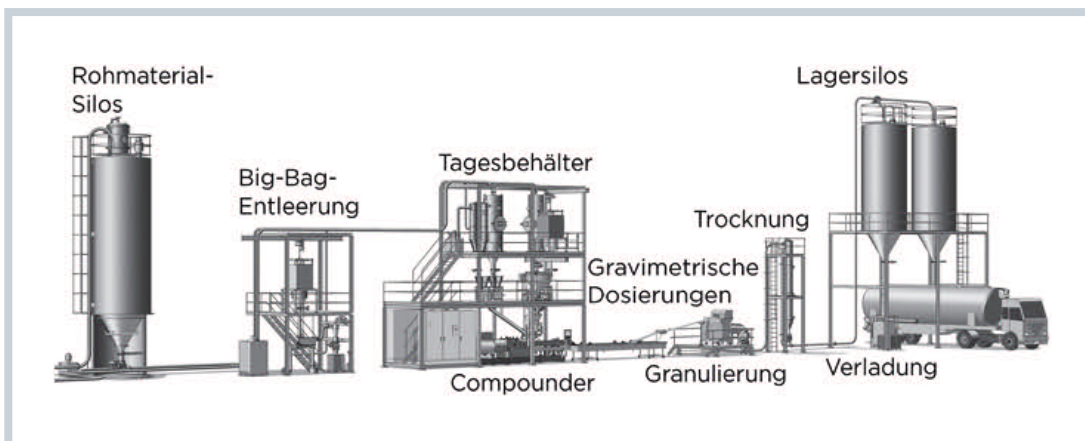 Rohmaterial-
Silos
Big-Bag-
Entleerung
Tagesbehälter
Compounder
Gravimetrische
Dosierungen
Granulierung
Trocknung
Lagersilos
Verladung